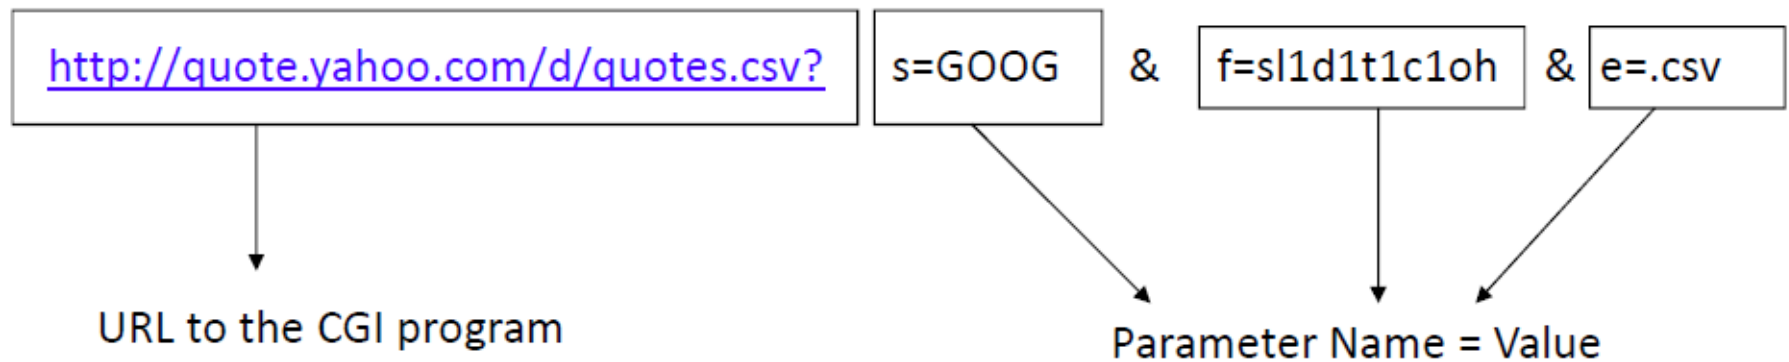 http://quote.yahoo.com/d/quotes.csv? s=GOOG & f=sl1d1t1c1oh & e=.csv
URL to the CGI program
Parameter Name = Value